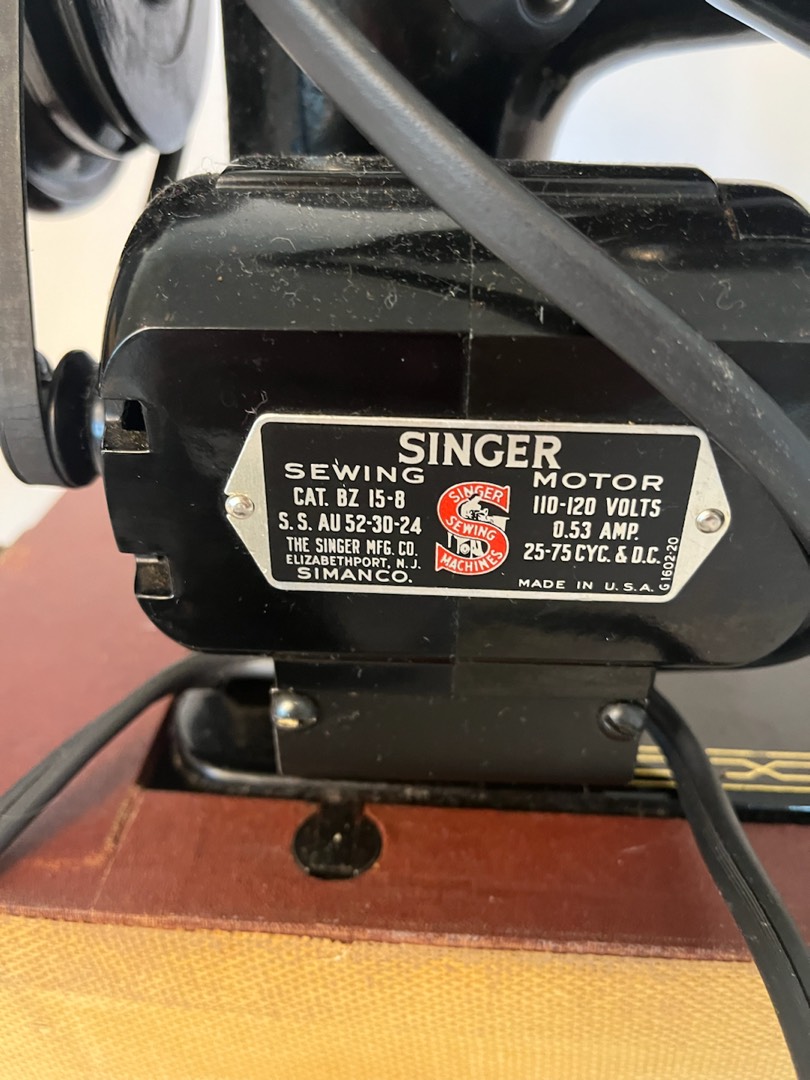 SINGER
SEWING MOTOR
CAT. BZ 15-8
S.S. AU 52-30-24
THE SINGER MFG. CO.
ELIZABETHPORT, N.J.
SIMANCO.
SINGER
SEWING
MACHINES
110-120 VOLTS
0.53 AMP.
25-75 CYC. & D.C.
MADE IN U.S.A.
G1602-20